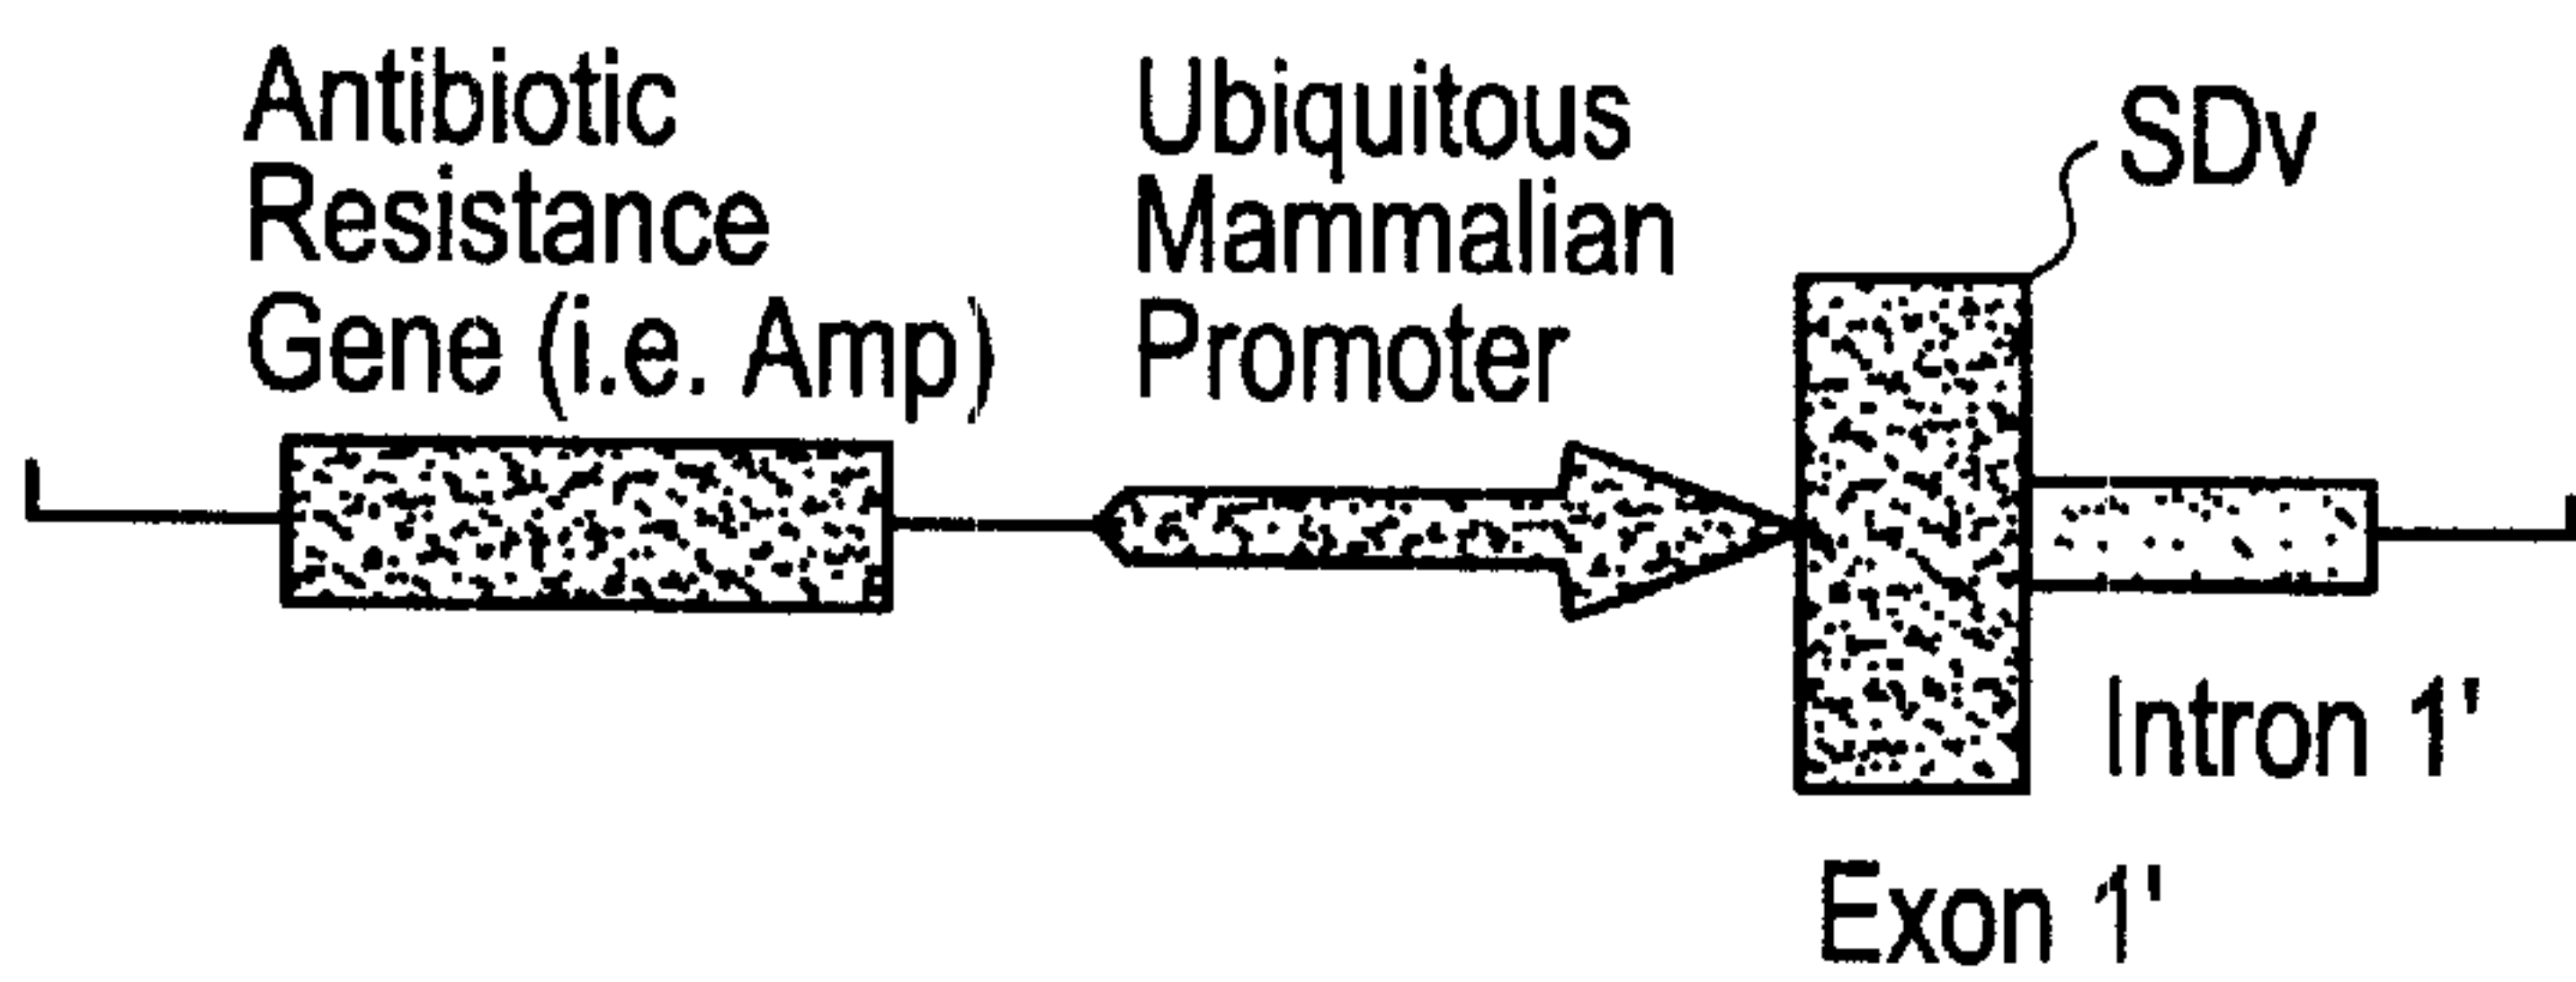 Antibiotic
Resistance
Gene (i.e. Amp)
Ubiquitous
Mammalian
Promoter
SDv
Intron 1'
Exon 1'